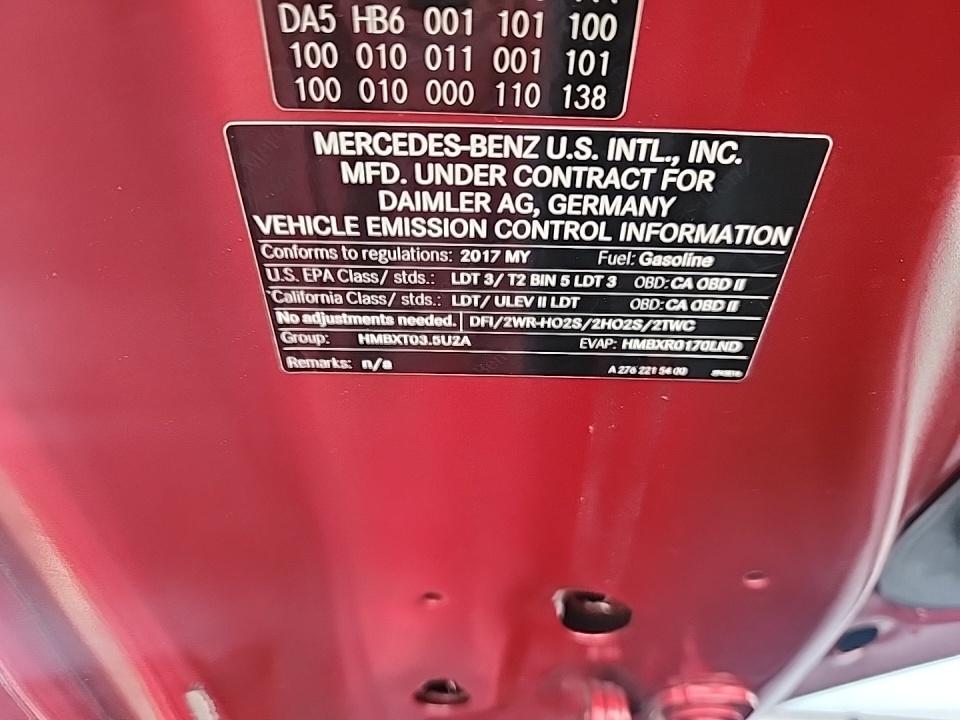 DA5 HB6 001 101 100
100 010 011 001 101
100 010 000 110 138
MERCEDES-BENZ U.S. INTL., INC.
MFD. UNDER CONTRACT FOR
DAIMLER AG, GERMANY
VEHICLE EMISSION CONTROL INFORMATION
Conforms to regulations: 2017 MY Fuel: Gasoline
U.S. EPA Class/ stds.: LDT 3/ T2 BIN 5 LDT 3 OBD: CA OBD II
California Class/ stds.: LDT/ ULEV II LDT OBD: CA OBD II
No adjustments needed. DFI/2WR-HO2S/2HO2S/2TWC
Group: HMBXT03.5U2A EVAP: HMBXR0170LND
Remarks: n/a A 276 221 54 00